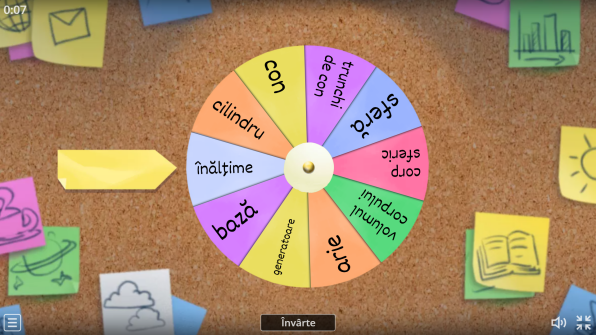 0:07
con
trunchi
de con
sferă
corp
sferic
volumul
corpului
arie
generatoare
bază
înălțime
cilindru
Învârte